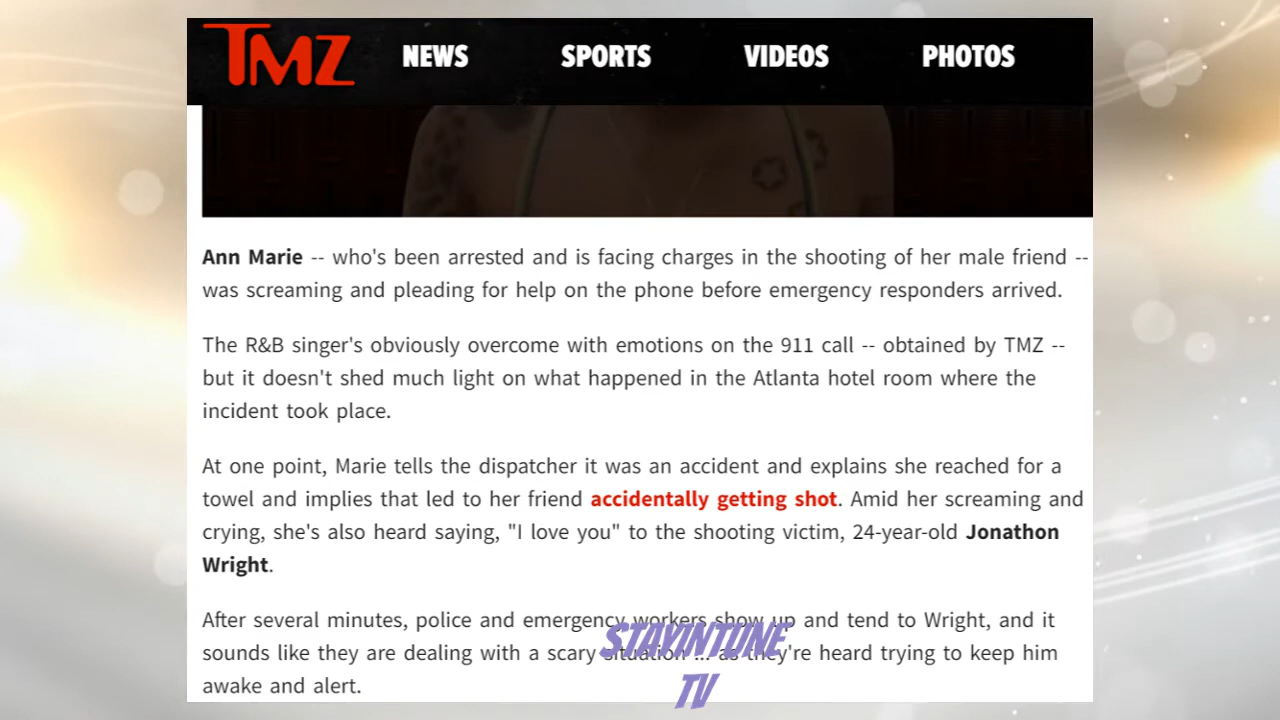 TMZ NEWS SPORTS VIDEOS PHOTOS
Ann Marie -- who's been arrested and is facing charges in the shooting of her male friend --
was screaming and pleading for help on the phone before emergency responders arrived.
The R&B singer's obviously overcome with emotions on the 911 call -- obtained by TMZ --
but it doesn't shed much light on what happened in the Atlanta hotel room where the
incident took place.
At one point, Marie tells the dispatcher it was an accident and explains she reached for a
towel and implies that led to her friend accidentally getting shot. Amid her screaming and
crying, she's also heard saying, "I love you" to the shooting victim, 24-year-old Jonathon
Wright.
After several minutes, police and emergency workers show up and tend to Wright, and it
sounds like they are dealing with a scary situation ... as they're heard trying to keep him
awake and alert.
STAYINTUNE
TV